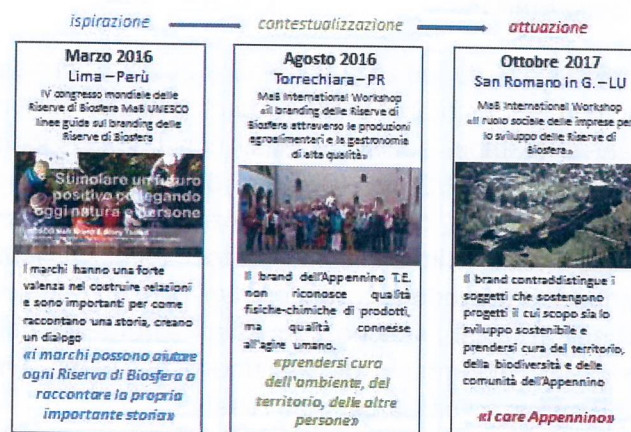 ispirazione
contestualizzazione
attuazione
Marzo 2016
Lima – Perù
IV congresso mondiale delle
Riserve di Biosfera MaB UNESCO
linee guida sul branding delle
Riserve di Biosfera
Stimolare un futuro
positivo collegando
oggi natura e persone
I marchi hanno una forte
valenza nel costruire relazioni
e sono importanti per come
raccontano una storia, creano
un dialogo
«i marchi possono aiutare
ogni Riserva di Biosfera a
raccontare la propria
importante storia»
Agosto 2016
Torrechiara – PR
MaB International Workshop
«il branding delle Riserve di
Biosfera attraverso le produzioni
agroalimentari e la gastronomia
di alta qualità»
Il brand dell'Appennino T.E.
non riconosce qualità
fisiche-chimiche di prodotti,
ma qualità connesse
all'agire umano.
«prendersi cura
dell'ambiente, del
territorio, delle altre
persone»
Ottobre 2017
San Romano in G. – LU
MaB International Workshop
«Il ruolo sociale delle imprese per
lo sviluppo delle Riserve di
Biosfera»
Il brand contraddistingue i
soggetti che sostengono
progetti il cui scopo sia lo
sviluppo sostenibile e
prendersi cura del territorio,
della biodiversità e delle
comunità dell'Appennino
«I care Appennino»